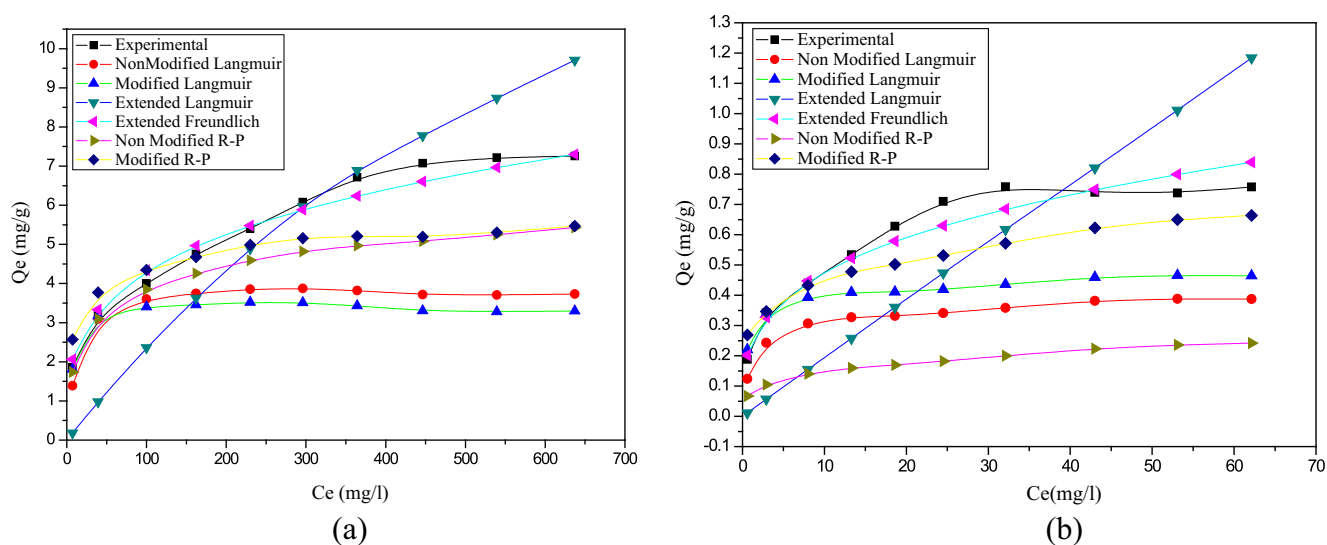 Experimental
NonModified Langmuir
Modified Langmuir
Extended Langmuir
Extended Freundlich
Non Modified R-P
Modified R-P
10
9
8
7
6
5
4
3
2
1
0
Qe (mg/g)
0 100 200 300 400 500 600 700
Ce (mg/l)
(a)
Experimental
Non Modified Langmuir
Modified Langmuir
Extended Langmuir
Extended Freundlich
Non Modified R-P
Modified R-P
1.3
1.2
1.1
1.0
0.9
0.8
0.7
0.6
0.5
0.4
0.3
0.2
0.1
0.0
-0.1
Qe (mg/g)
0 10 20 30 40 50 60 70
Ce(mg/l)
(b)